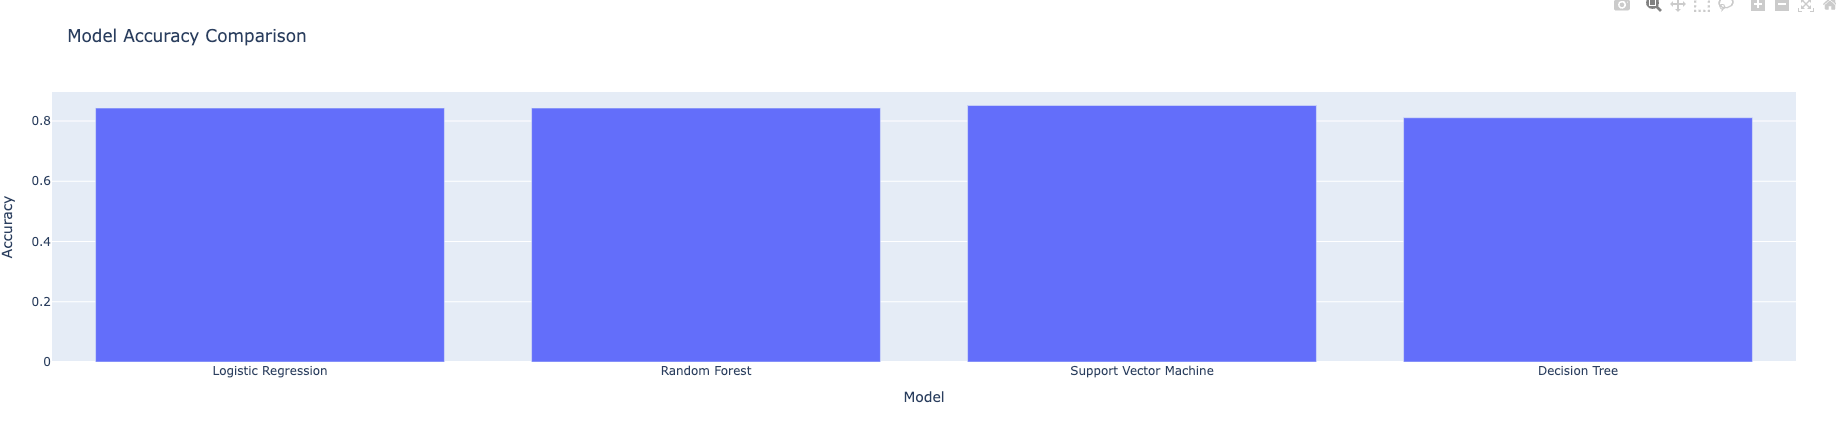 Model Accuracy Comparison
Accuracy
0.8
0.6
0.4
0.2
0
Logistic Regression
Random Forest
Support Vector Machine
Decision Tree
Model